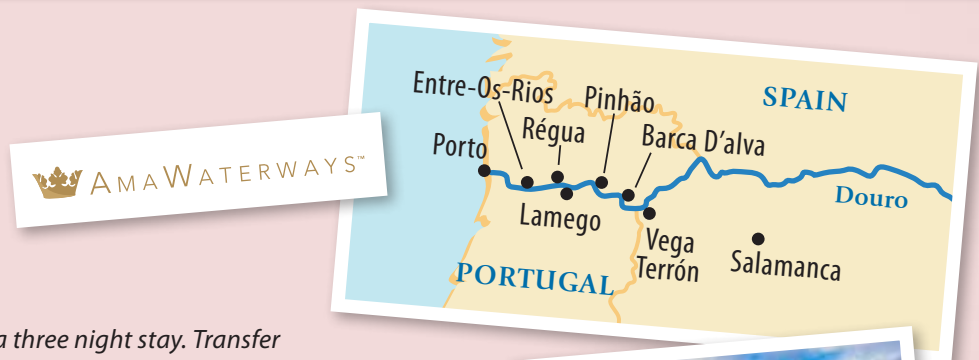 AMAWATERWAYS™
SPAIN
Entre-Os-Rios
Pinhão
Régua
Barca D'alva
Porto
Douro
Lamego
Vega
Terrón
Salamanca
PORTUGAL
a three night stay. Transfer